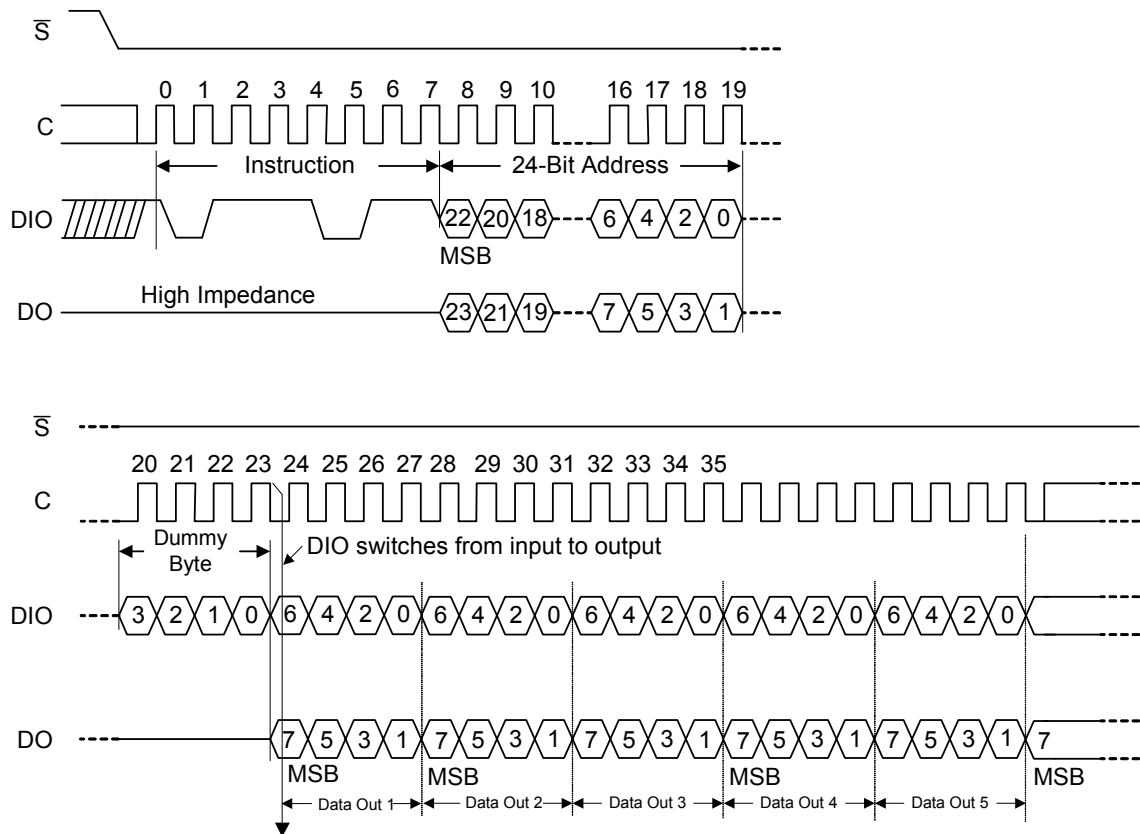 S
0 1 2 3 4 5 6 7 8 9 10 16 17 18 19
C
Instruction 24-Bit Address
DIO 22 20 18 6 4 2 0
MSB
High Impedance
DO 23 21 19 7 5 3 1
S
20 21 22 23 24 25 26 27 28 29 30 31 32 33 34 35
C
Dummy
Byte
DIO switches from input to output
DIO 3 2 1 0 6 4 2 0 6 4 2 0 6 4 2 0 6 4 2 0 6 4 2 0
DO 7 5 3 1 7 5 3 1 7 5 3 1 7 5 3 1 7 5 3 1 7
MSB MSB MSB MSB
Data Out 1 Data Out 2 Data Out 3 Data Out 4 Data Out 5